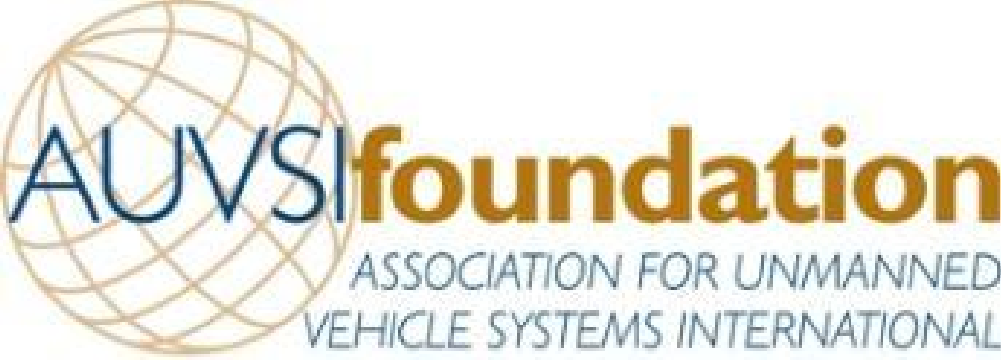 AUVSIfoundation
ASSOCIATION FOR UNMANNED
VEHICLE SYSTEMS INTERNATIONAL